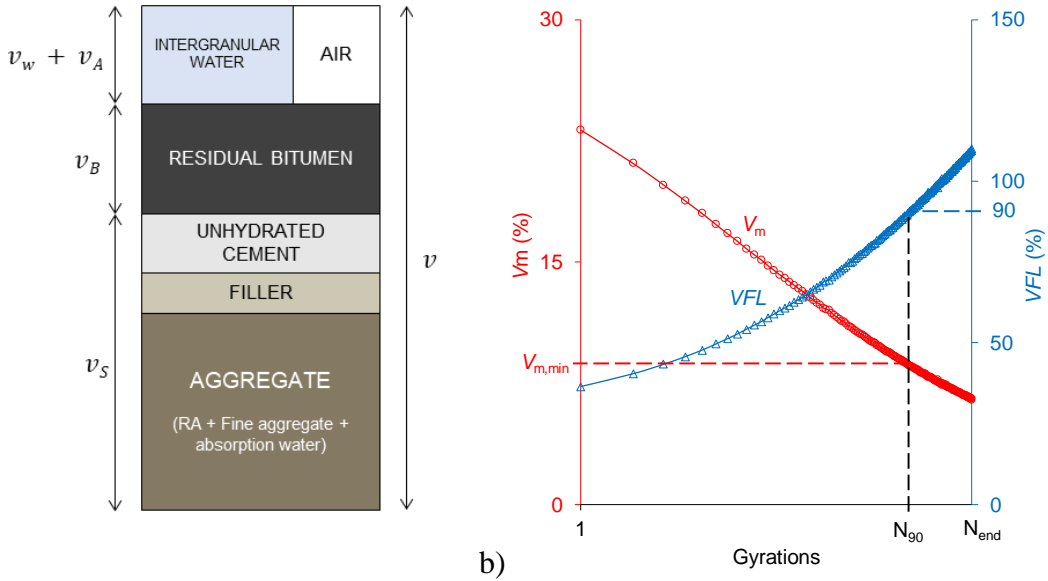 INTERGRANULAR
WATER
AIR
v_w + v_A
RESIDUAL BITUMEN
v_B
UNHYDRATED
CEMENT
FILLER
v
v_S
AGGREGATE
(RA + Fine aggregate +
absorption water)
30
15
0
Vm (%)
V_m,min
V_m
VFL
150
100
90
50
0
VFL (%)
1
N_90
N_end
Gyrations
b)